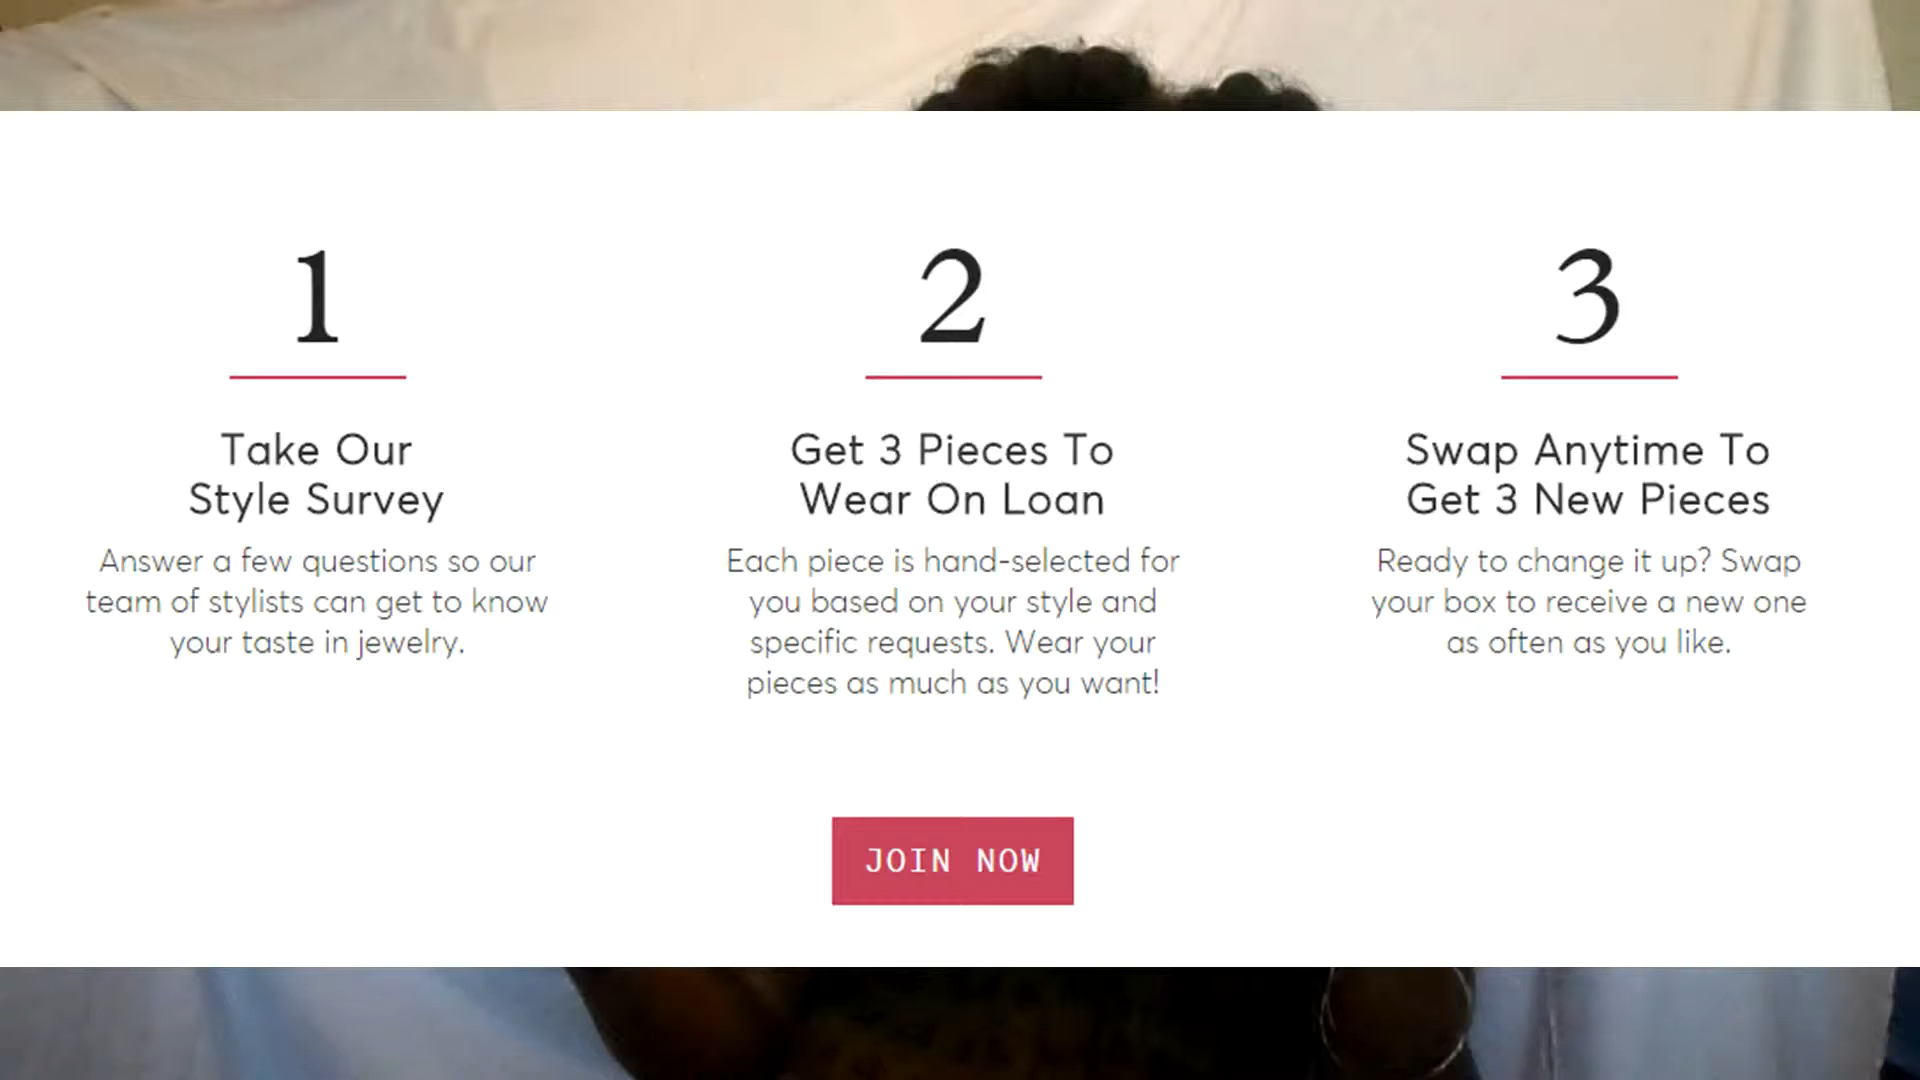 1
Take Our
Style Survey
Answer a few questions so our
team of stylists can get to know
your taste in jewelry.
2
Get 3 Pieces To
Wear On Loan
Each piece is hand-selected for
you based on your style and
specific requests. Wear your
pieces as much as you want!
3
Swap Anytime To
Get 3 New Pieces
Ready to change it up? Swap
your box to receive a new one
as often as you like.
JOIN NOW